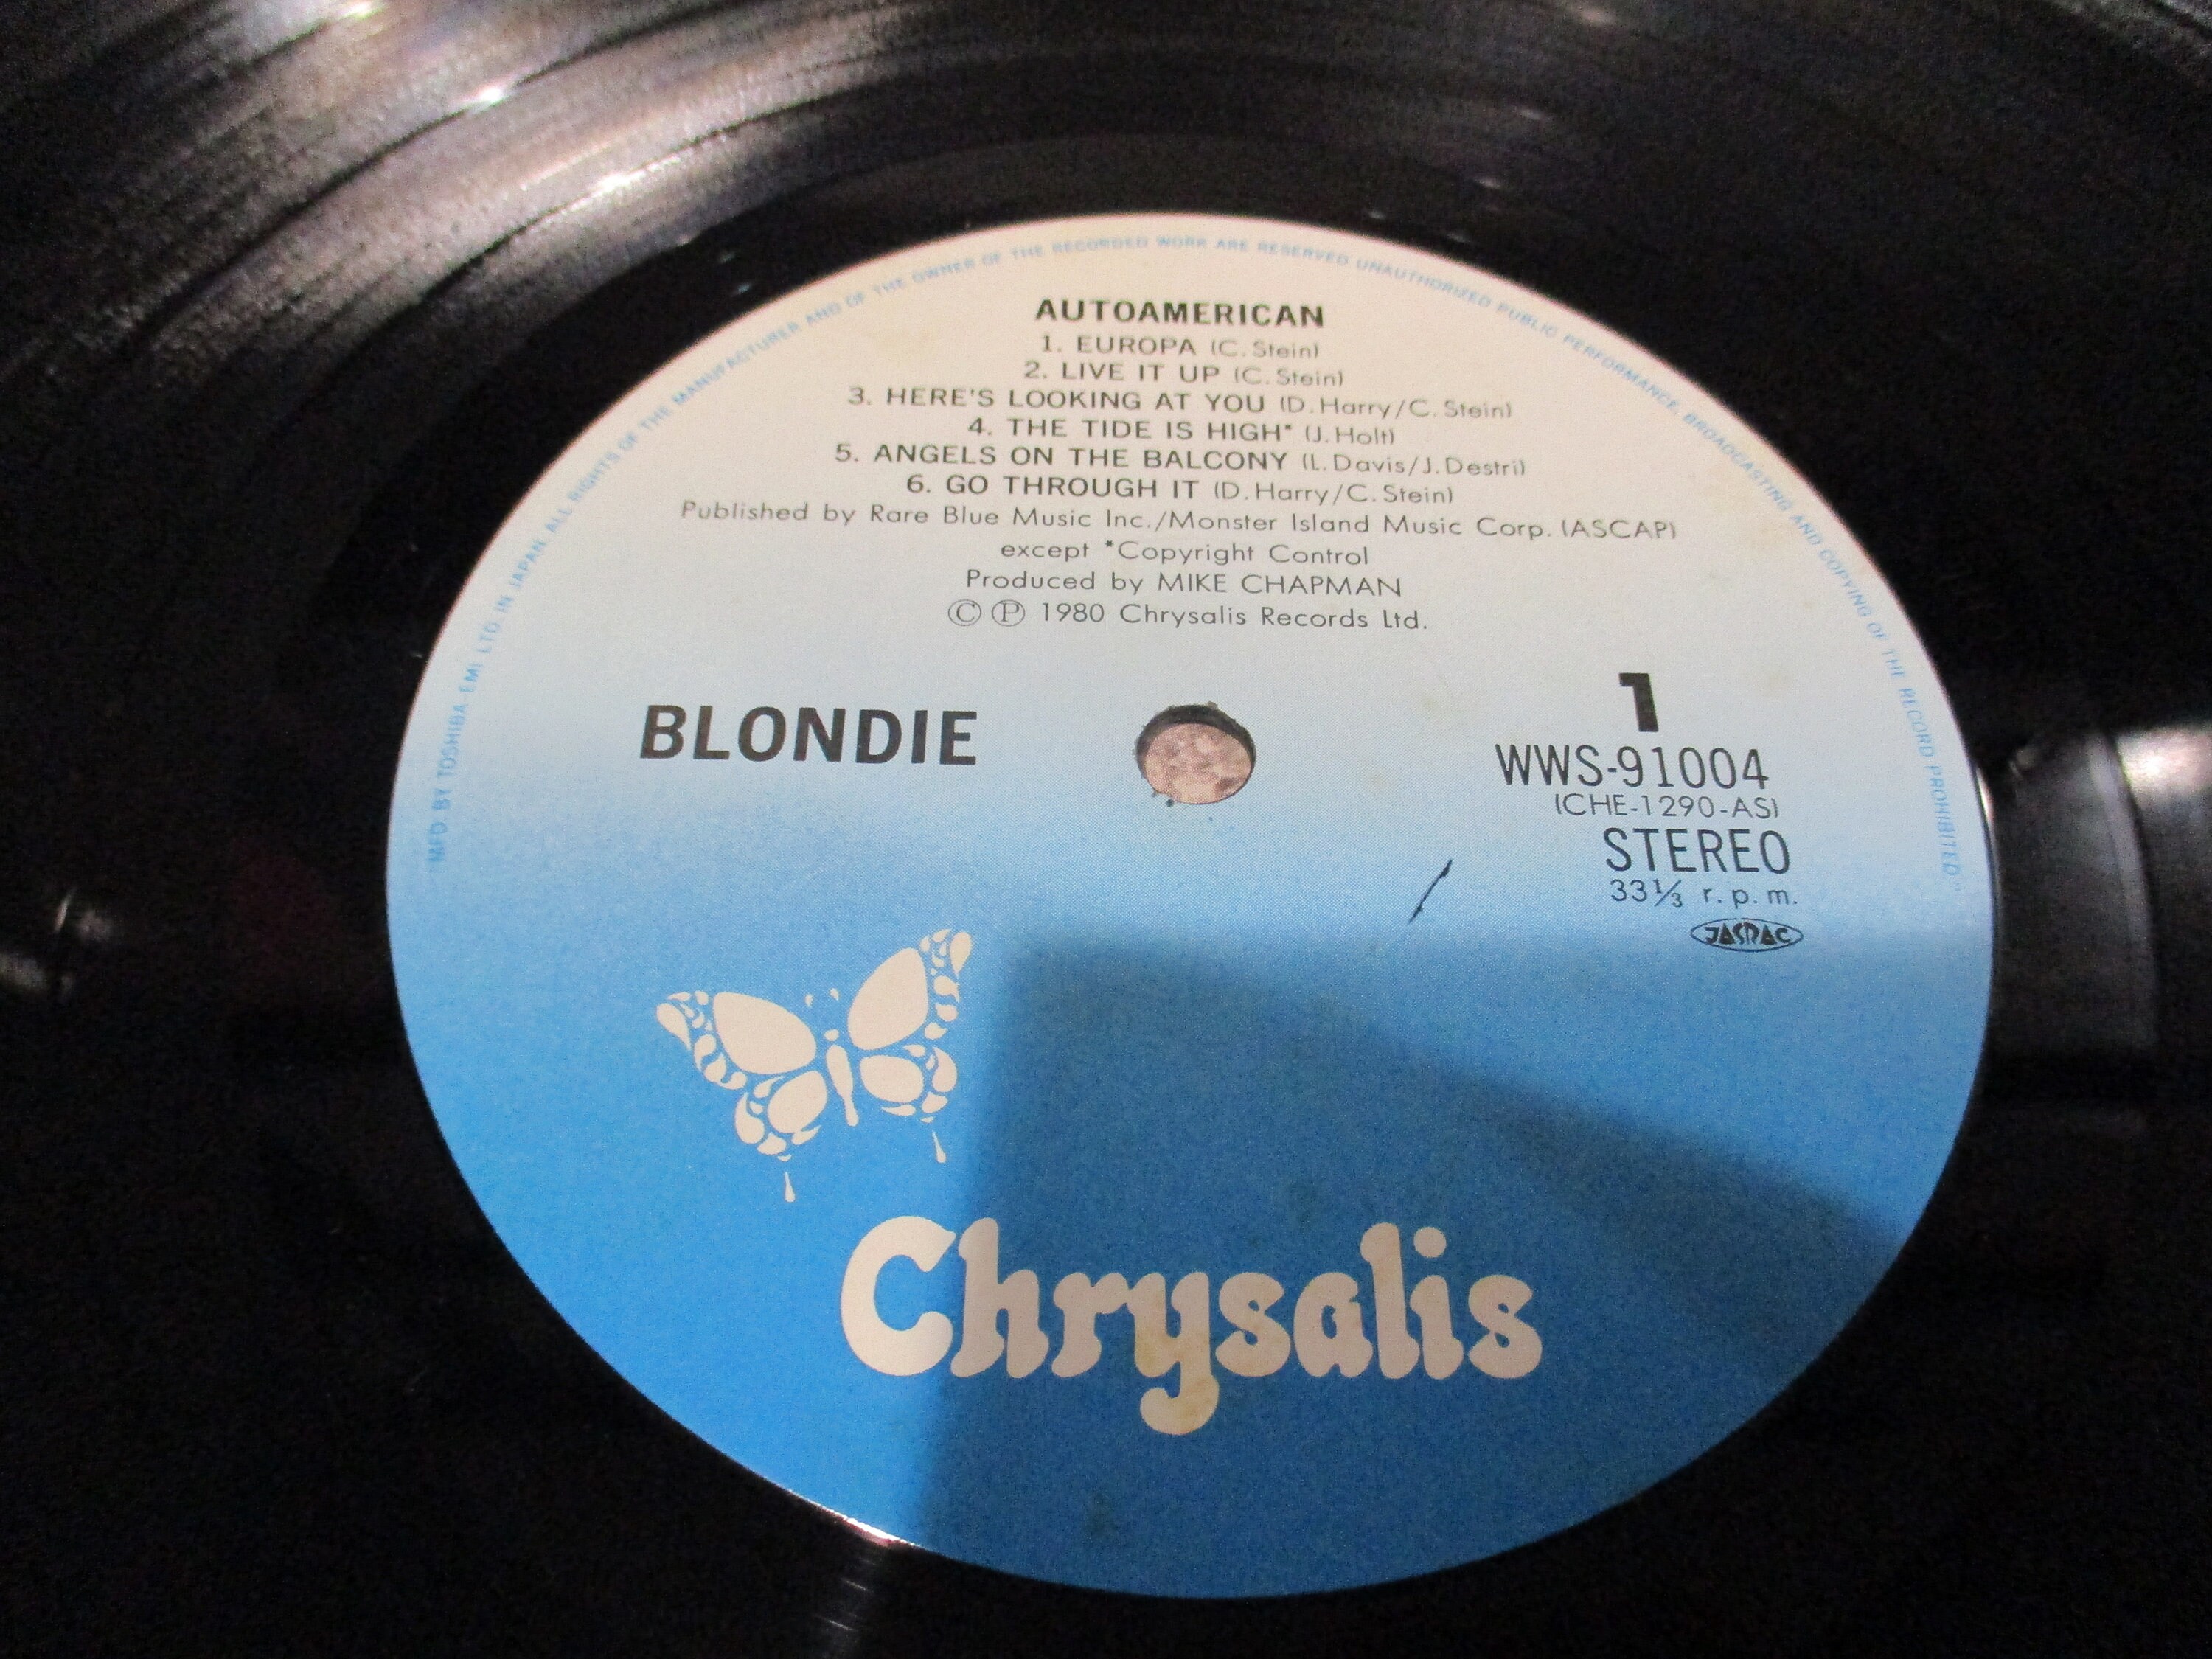 "MFD BY TOSHIBA EMI LTD IN JAPAN ALL RIGHTS OF THE MANUFACTURER AND OF THE OWNER OF THE RECORDED WORK ARE RESERVED UNAUTHORIZED PUBLIC PERFORMANCE, BROADCASTING AND COPYING OF THE RECORD PROHIBITED"
AUTOAMERICAN
1. EUROPA (C. Stein)
2. LIVE IT UP (C. Stein)
3. HERE'S LOOKING AT YOU (D. Harry/C. Stein)
4. THE TIDE IS HIGH* (J. Holt)
5. ANGELS ON THE BALCONY (L. Davis/J. Destri)
6. GO THROUGH IT (D. Harry/C. Stein)
Published by Rare Blue Music Inc./Monster Island Music Corp. (ASCAP)
except *Copyright Control
Produced by MIKE CHAPMAN
Ⓒ Ⓟ 1980 Chrysalis Records Ltd.
BLONDIE
1
WWS-91004
(CHE-1290-AS)
STEREO
33⅓ r.p.m.
JASRAC
Chrysalis